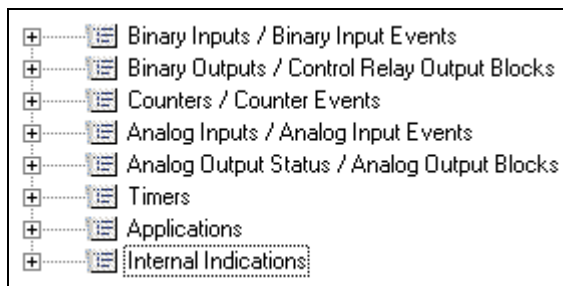 Binary Inputs / Binary Input Events
Binary Outputs / Control Relay Output Blocks
Counters / Counter Events
Analog Inputs / Analog Input Events
Analog Output Status / Analog Output Blocks
Timers
Applications
Internal Indications